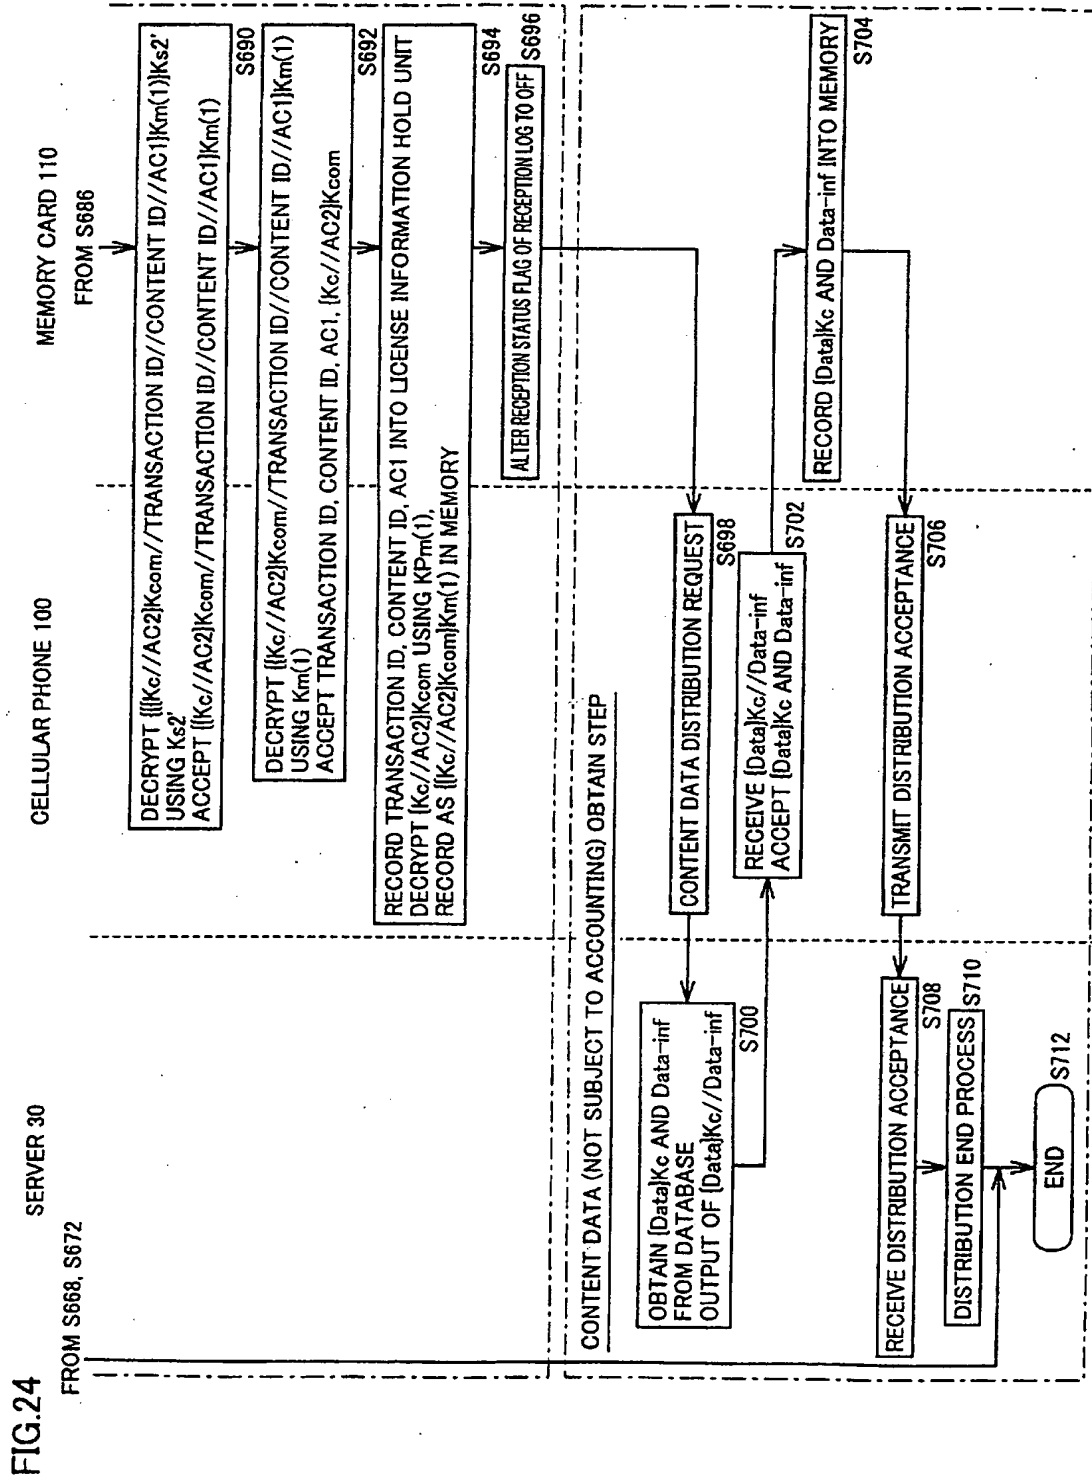 FIG.24
SERVER 30
CELLULAR PHONE 100
MEMORY CARD 110
FROM S668, S672
FROM S686
DECRYPT {{{Kc//AC2}Kcom//TRANSACTION ID//CONTENT ID//AC1}Km(1)}Ks2'
USING Ks2'
ACCEPT {{Kc//AC2}Kcom//TRANSACTION ID//CONTENT ID//AC1}Km(1)
S690
DECRYPT {{Kc//AC2}Kcom//TRANSACTION ID//CONTENT ID//AC1}Km(1)
USING Km(1)
ACCEPT TRANSACTION ID, CONTENT ID, AC1, {Kc//AC2}Kcom
S692
RECORD TRANSACTION ID, CONTENT ID, AC1 INTO LICENSE INFORMATION HOLD UNIT
DECRYPT {Kc//AC2}Kcom USING KPm(1),
RECORD AS {{Kc//AC2}Kcom}Km(1) IN MEMORY
S694
ALTER RECEPTION STATUS FLAG OF RECEPTION LOG TO OFF
S696
CONTENT DATA (NOT SUBJECT TO ACCOUNTING) OBTAIN STEP
CONTENT DATA DISTRIBUTION REQUEST
S698
OBTAIN {Data}Kc AND Data-inf
FROM DATABASE
OUTPUT OF {Data}Kc//Data-inf
S700
RECEIVE {Data}Kc//Data-inf
ACCEPT {Data}Kc AND Data-inf
S702
RECORD {Data}Kc AND Data-inf INTO MEMORY
S704
TRANSMIT DISTRIBUTION ACCEPTANCE
S706
RECEIVE DISTRIBUTION ACCEPTANCE
S708
DISTRIBUTION END PROCESS
S710
END
S712